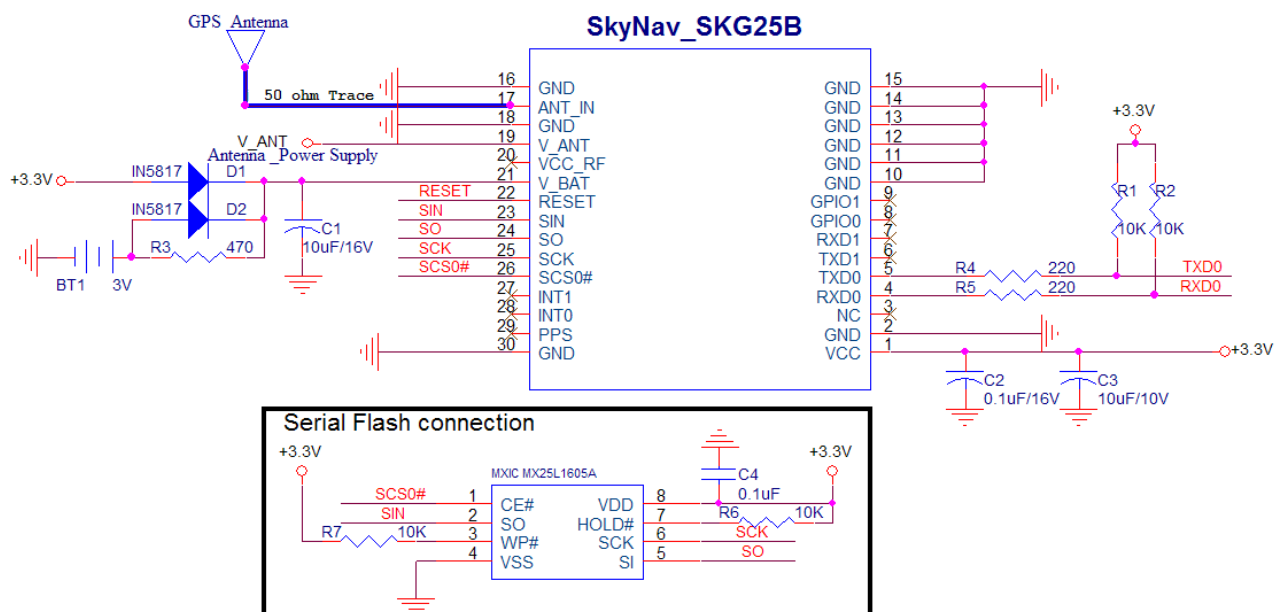 GPS Antenna
SkyNav_SKG25B
50 ohm Trace
V_ANT
Antenna _Power Supply
+3.3V
IN5817
D1
IN5817
D2
R3
470
BT1
3V
C1
10uF/16V
RESET
SIN
SO
SCK
SCS0#
16 GND
17 ANT_IN
18 GND
19 V_ANT
20 VCC_RF
21 V_BAT
22 RESET
23 SIN
24 SO
25 SCK
26 SCS0#
27 INT1
28 INT0
29 PPS
30 GND
GND 15
GND 14
GND 13
GND 12
GND 11
GND 10
GPIO1 9
GPIO0 8
RXD1 7
TXD1 6
TXD0 5
RXD0 4
NC 3
GND 2
VCC 1
+3.3V
R1
R2
10K
10K
R4
220
TXD0
R5
220
RXD0
+3.3V
C2
0.1uF/16V
C3
10uF/10V
Serial Flash connection
+3.3V
MXIC MX25L1605A
SCS0#
SIN
R7
10K
1 CE#
2 SO
3 WP#
4 VSS
VDD 8
HOLD# 7
SCK 6
SI 5
C4
0.1uF
+3.3V
R6
10K
SCK
SO